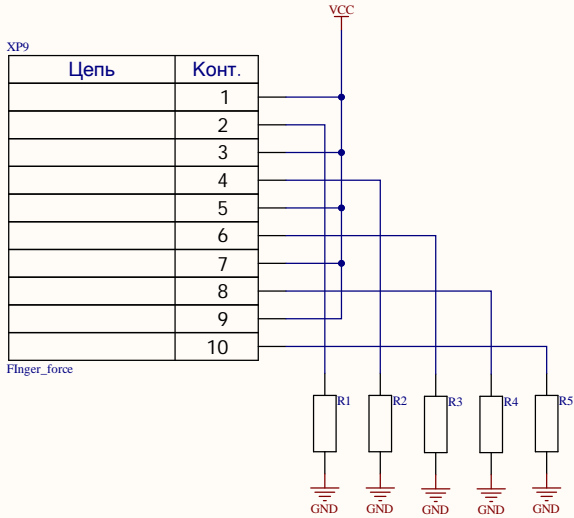 VCC
XP9
Цепь Конт.
1
2
3
4
5
6
7
8
9
10
FInger_force
R1 R2 R3 R4 R5
GND GND GND GND GND